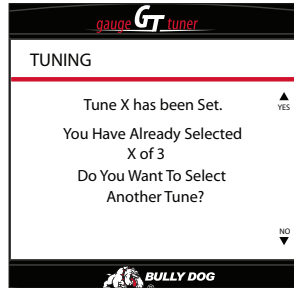 gauge GT tuner
TUNING
Tune X has been Set.
YES
You Have Already Selected
X of 3
Do You Want To Select
Another Tune?
NO
BULLY DOG
®